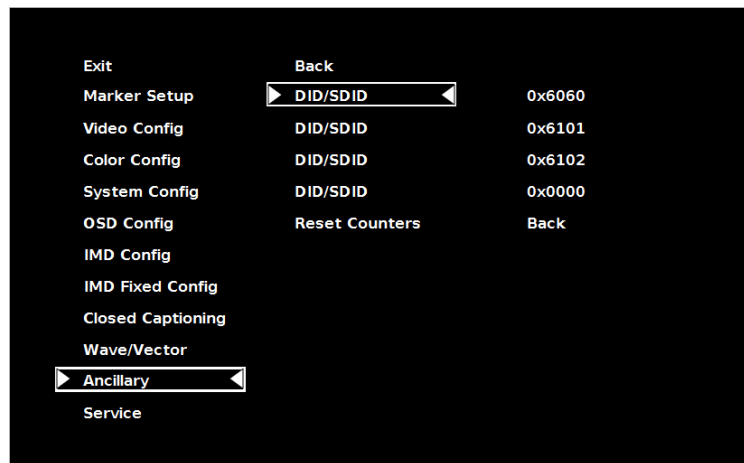 Exit Back
Marker Setup DID/SDID 0x6060
Video Config DID/SDID 0x6101
Color Config DID/SDID 0x6102
System Config DID/SDID 0x0000
OSD Config Reset Counters Back
IMD Config
IMD Fixed Config
Closed Captioning
Wave/Vector
Ancillary
Service